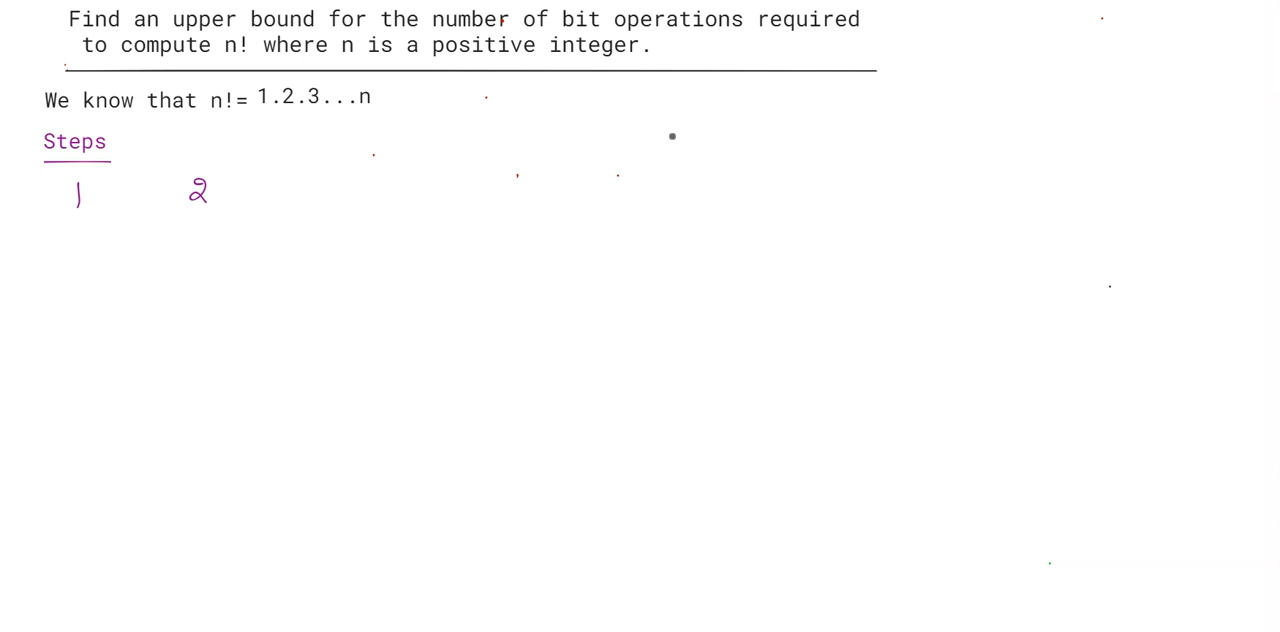 Find an upper bound for the number of bit operations required
to compute n! where n is a positive integer.
We know that n!= 1.2.3...n
Steps
1 2